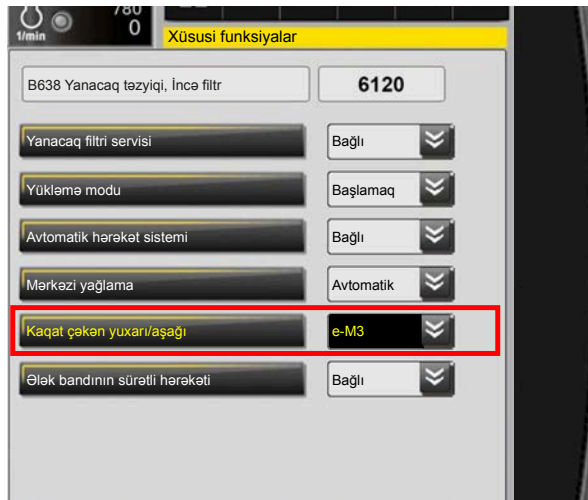 780
1/min
0
Xüsusi funksiyalar
B638 Yanacaq təzyiqi, İncə filtr
6120
Yanacaq filtri servisi
Bağlı
Yükləmə modu
Başlamaq
Avtomatik hərəkət sistemi
Bağlı
Mərkəzi yağlama
Avtomatik
Kaqat çəkən yuxarı/aşağı
e-M3
Ələk bandının sürətli hərəkəti
Bağlı